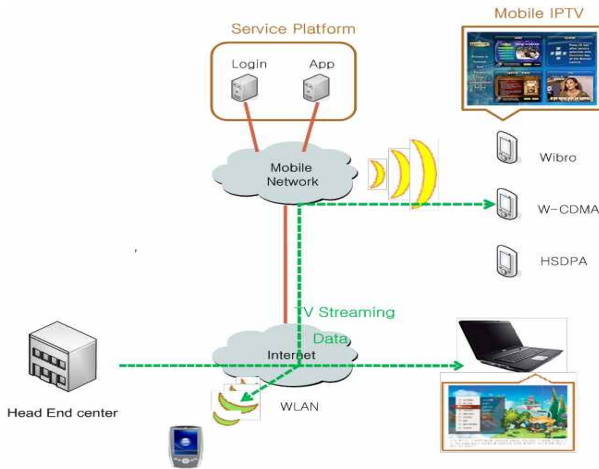 Mobile IPTV
Service Platform
Login
App
Mobile
Network
Wibro
W-CDMA
HSDPA
TV Streaming
Data
Internet
Head End center
WLAN